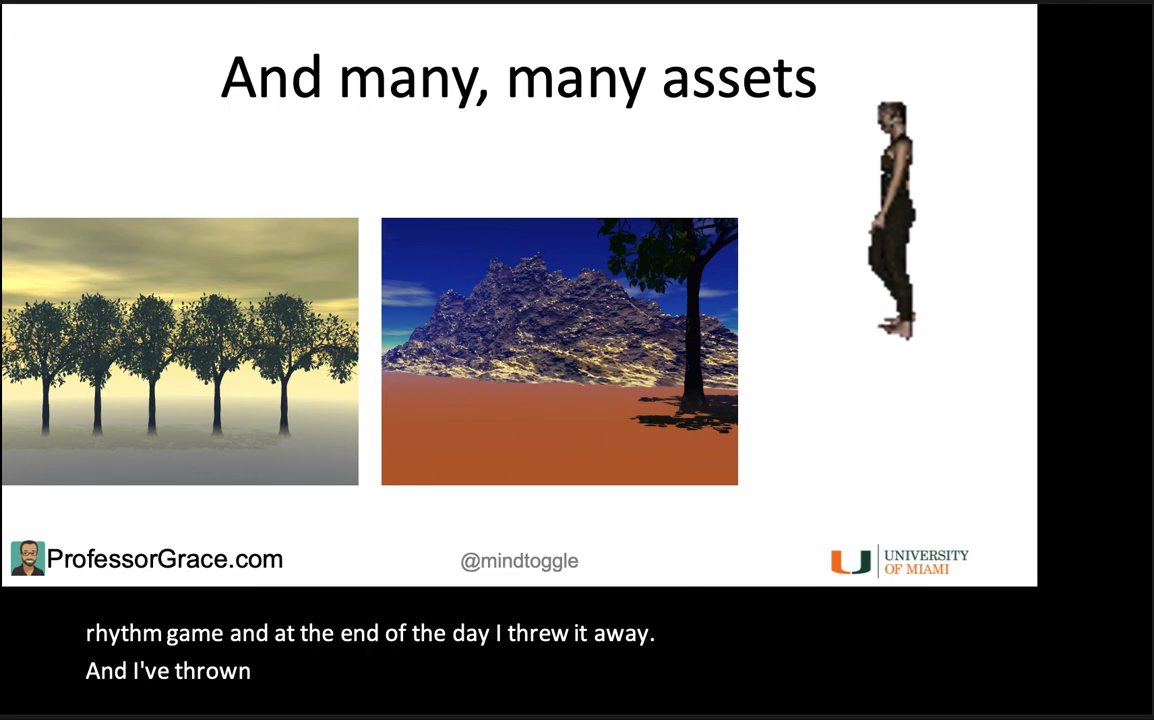 And many, many assets
ProfessorGrace.com
@mindtoggle
UNIVERSITY
OF MIAMI
rhythm game and at the end of the day I threw it away.
And I've thrown